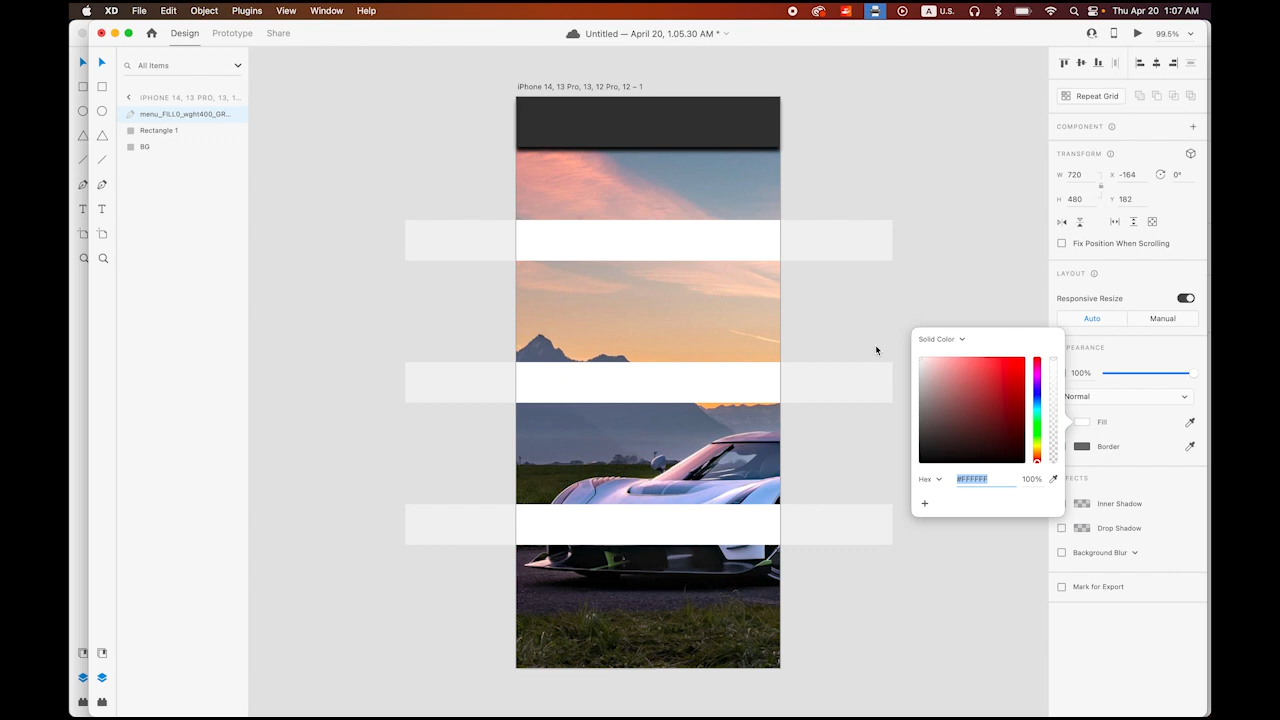 XD File Edit Object Plugins View Window Help A U.S. Thu Apr 20 1:07 AM
Design Prototype Share Untitled — April 20, 1.05.30 AM * 99.5%
All Items
iPhone 14, 13 Pro, 13, 12 Pro, 12 – 1
Repeat Grid
IPHONE 14, 13 PRO, 13, 1...
menu_FILL0_wght400_GR...
Rectangle 1
BG
COMPONENT
TRANSFORM
W 720 X -164 0°
H 480 Y 182
Fix Position When Scrolling
LAYOUT
Responsive Resize
Auto Manual
Solid Color
PEARANCE
100%
Normal
Fill
Border
Hex #FFFFFF 100%
FECTS
Inner Shadow
Drop Shadow
Background Blur
Mark for Export